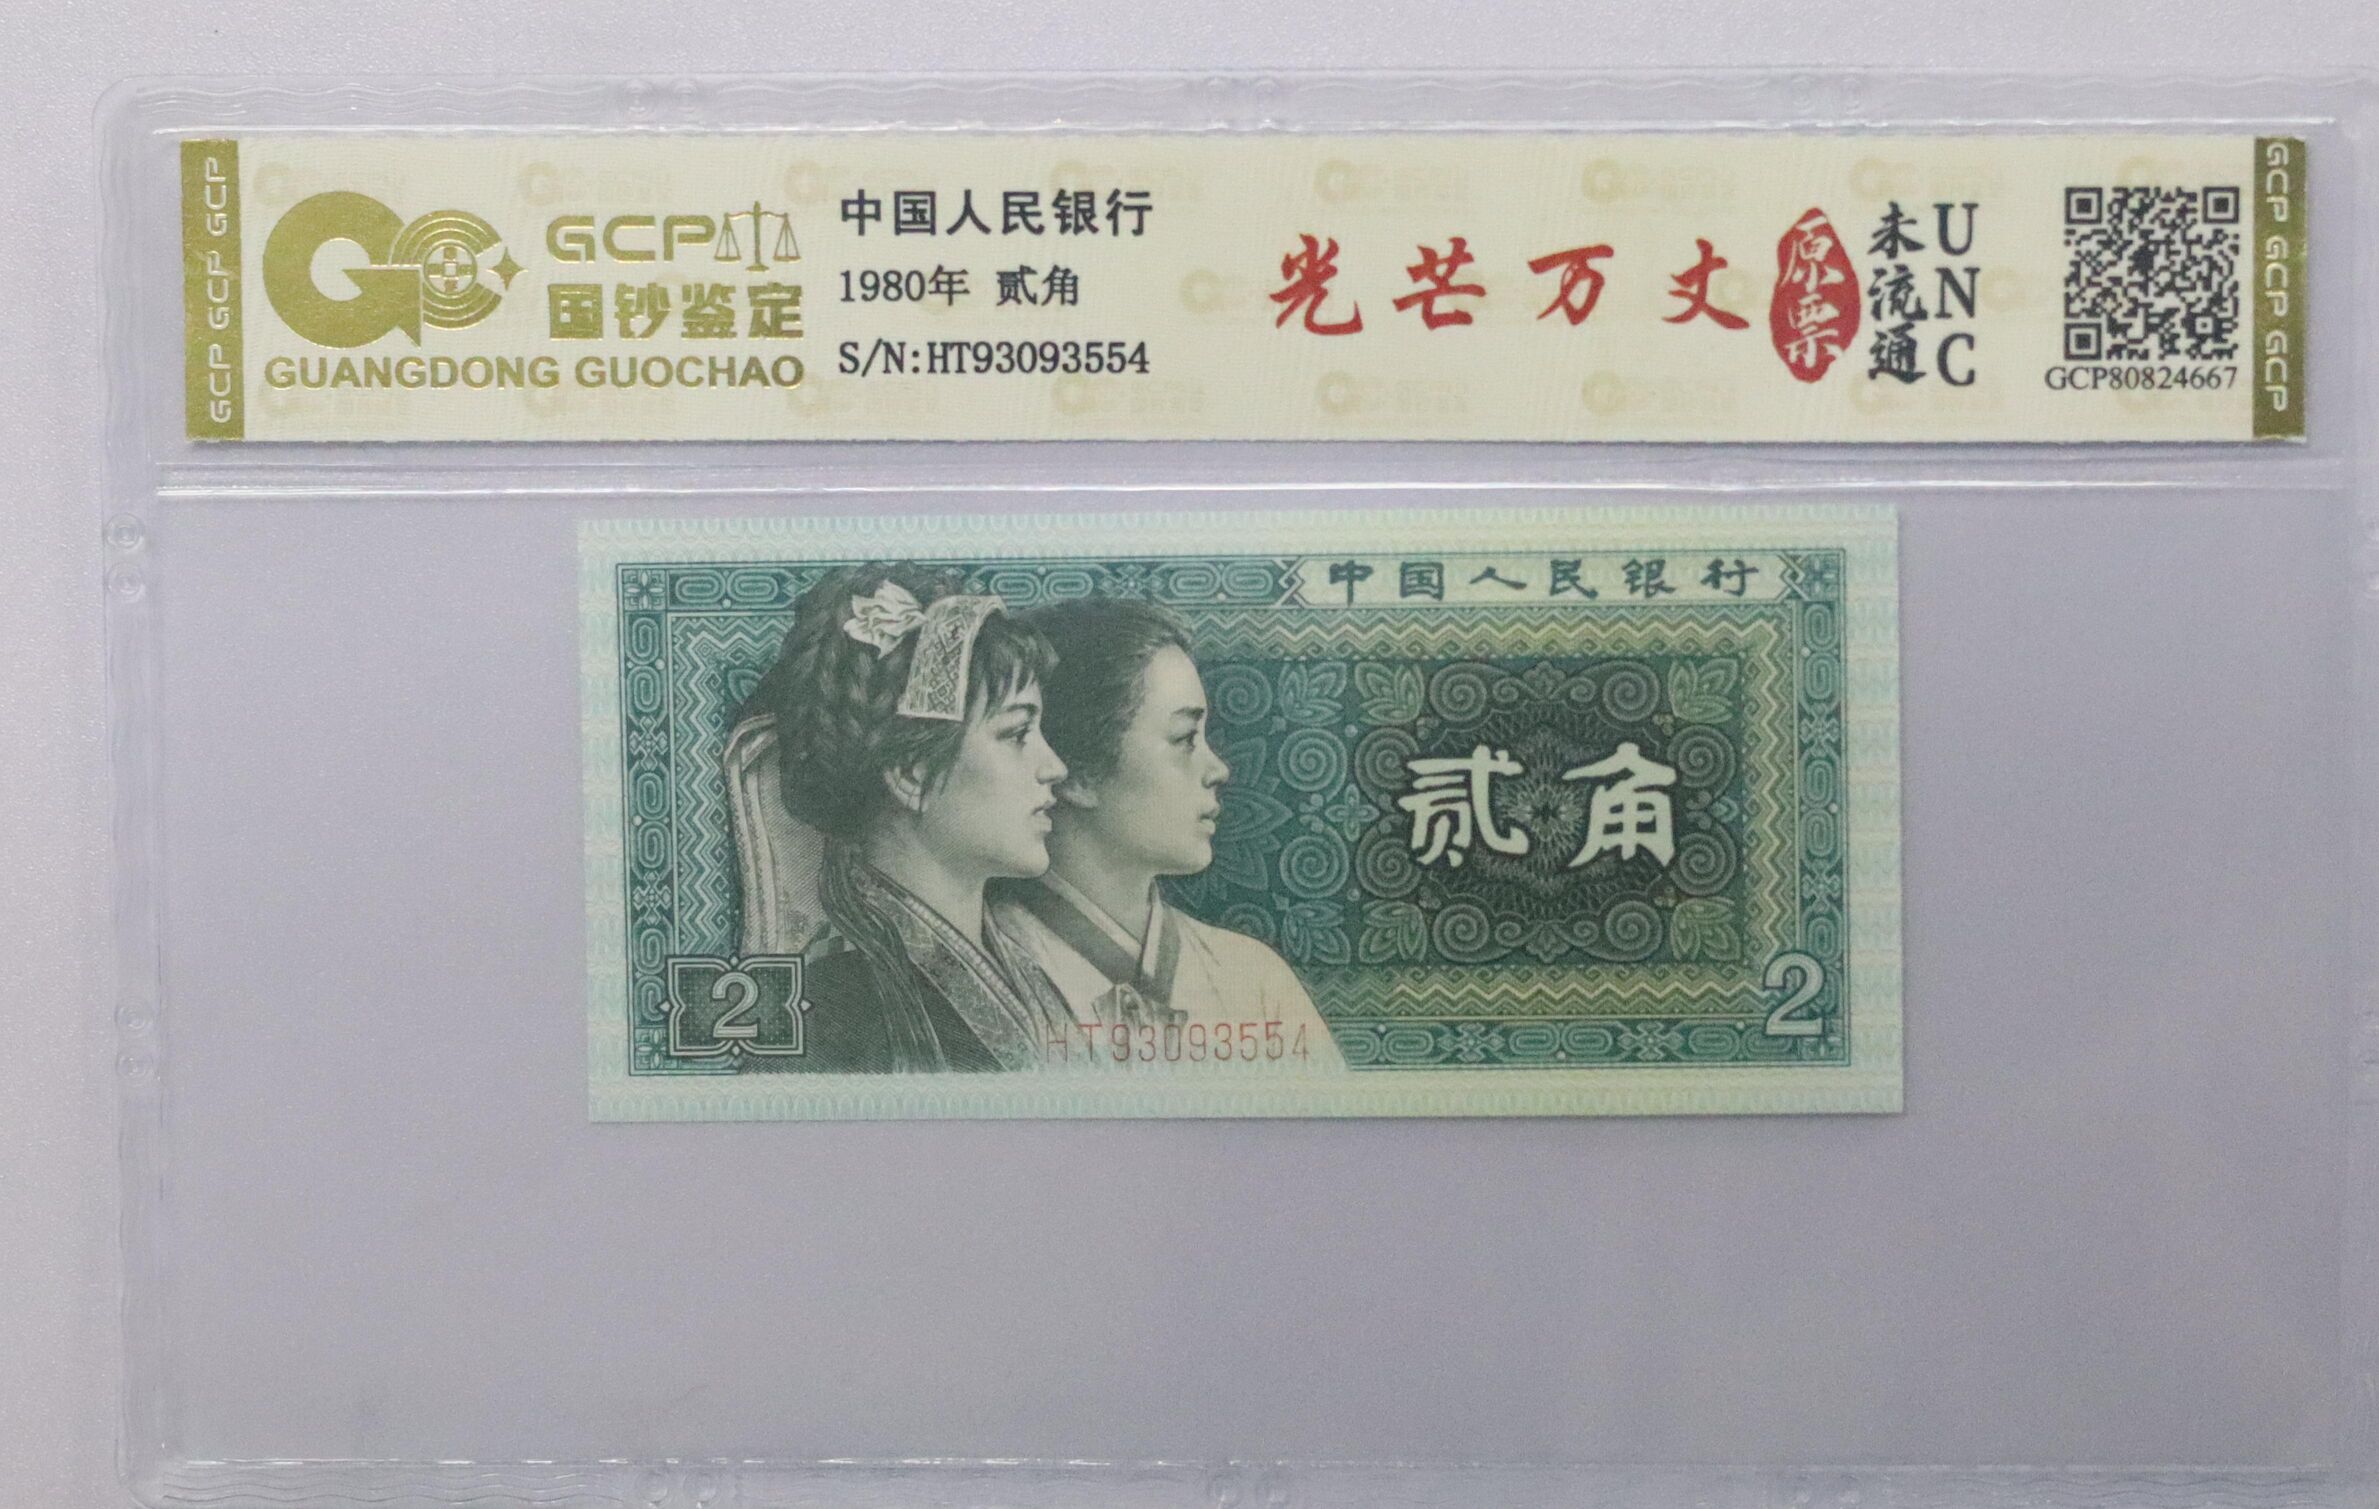 GCP GCP GCP
GCP
国钞鉴定
GUANGDONG GUOCHAO
中国人民银行
1980年 贰角
S/N:HT93093554
光芒万丈
原票
未流通
UNC
GCP80824667
GCP GCP GCP
中国人民银行
贰角
2
2
HT93093554